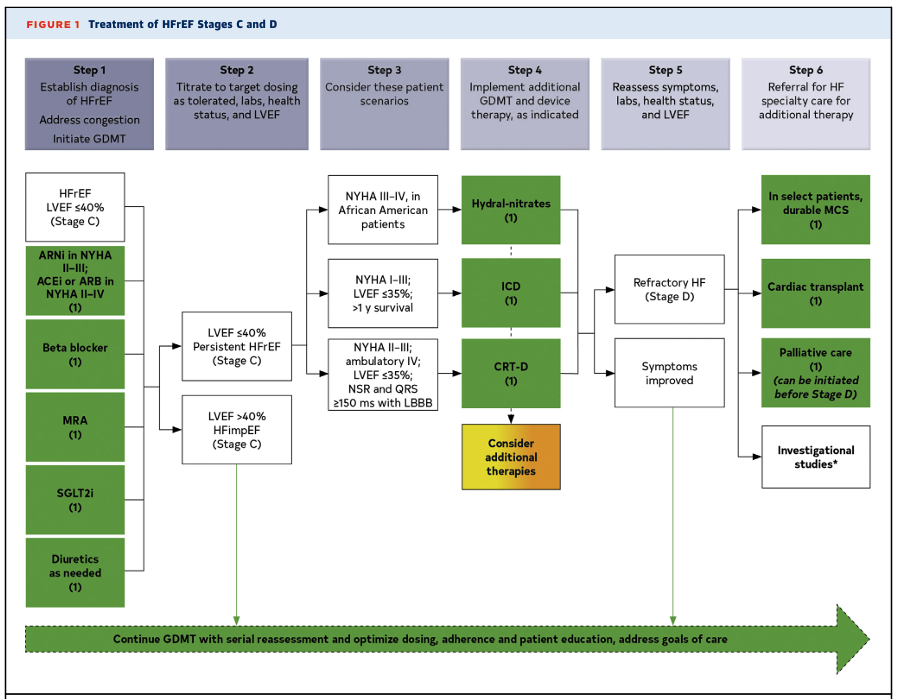 FIGURE 1 Treatment of HFrEF Stages C and D
Step 1
Establish diagnosis
of HFrEF
Address congestion
Initiate GDMT
Step 2
Titrate to target dosing
as tolerated, labs, health
status, and LVEF
Step 3
Consider these patient
scenarios
Step 4
Implement additional
GDMT and device
therapy, as indicated
Step 5
Reassess symptoms,
labs, health status,
and LVEF
Step 6
Referral for HF
specialty care for
additional therapy
HFrEF
LVEF ≤40%
(Stage C)
ARNi in NYHA
II–III;
ACEi or ARB in
NYHA II–IV
(1)
Beta blocker
(1)
MRA
(1)
SGLT2i
(1)
Diuretics
as needed
(1)
LVEF ≤40%
Persistent HFrEF
(Stage C)
LVEF >40%
HFimpEF
(Stage C)
NYHA III–IV, in
African American
patients
NYHA I–III;
LVEF ≤35%;
>1 y survival
NYHA II–III;
ambulatory IV;
LVEF ≤35%;
NSR and QRS
≥150 ms with LBBB
Hydral-nitrates
(1)
ICD
(1)
CRT-D
(1)
Consider
additional
therapies
Refractory HF
(Stage D)
Symptoms
improved
In select patients,
durable MCS
(1)
Cardiac transplant
(1)
Palliative care
(1)
(can be initiated
before Stage D)
Investigational
studies*
Continue GDMT with serial reassessment and optimize dosing, adherence and patient education, address goals of care